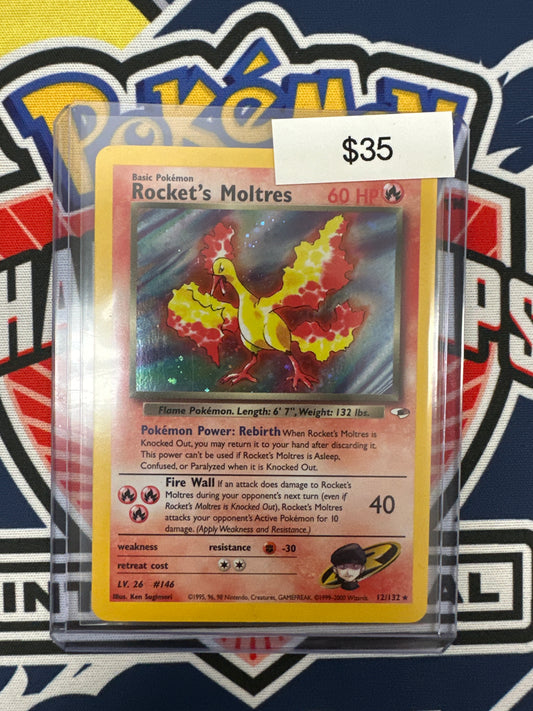 Pokémon
$35
Basic Pokémon
Rocket's Moltres 60 HP
Flame Pokémon. Length: 6' 7", Weight: 132 lbs.
Pokémon Power: Rebirth When Rocket's Moltres is
Knocked Out, you may return it to your hand after discarding it.
This power can't be used if Rocket's Moltres is Asleep,
Confused, or Paralyzed when it is Knocked Out.
Fire Wall If an attack does damage to Rocket's
Moltres during your opponent's next turn (even if
Rocket's Moltres is Knocked Out), Rocket's Moltres
attacks your opponent's Active Pokémon for 10
damage. (Apply Weakness and Resistance.)
40
weakness resistance -30
retreat cost
LV. 26 #146
Illus. Ken Sugimori
©1995, 96, 98 Nintendo, Creatures, GAMEFREAK. ©1999-2000 Wizards.
12/132